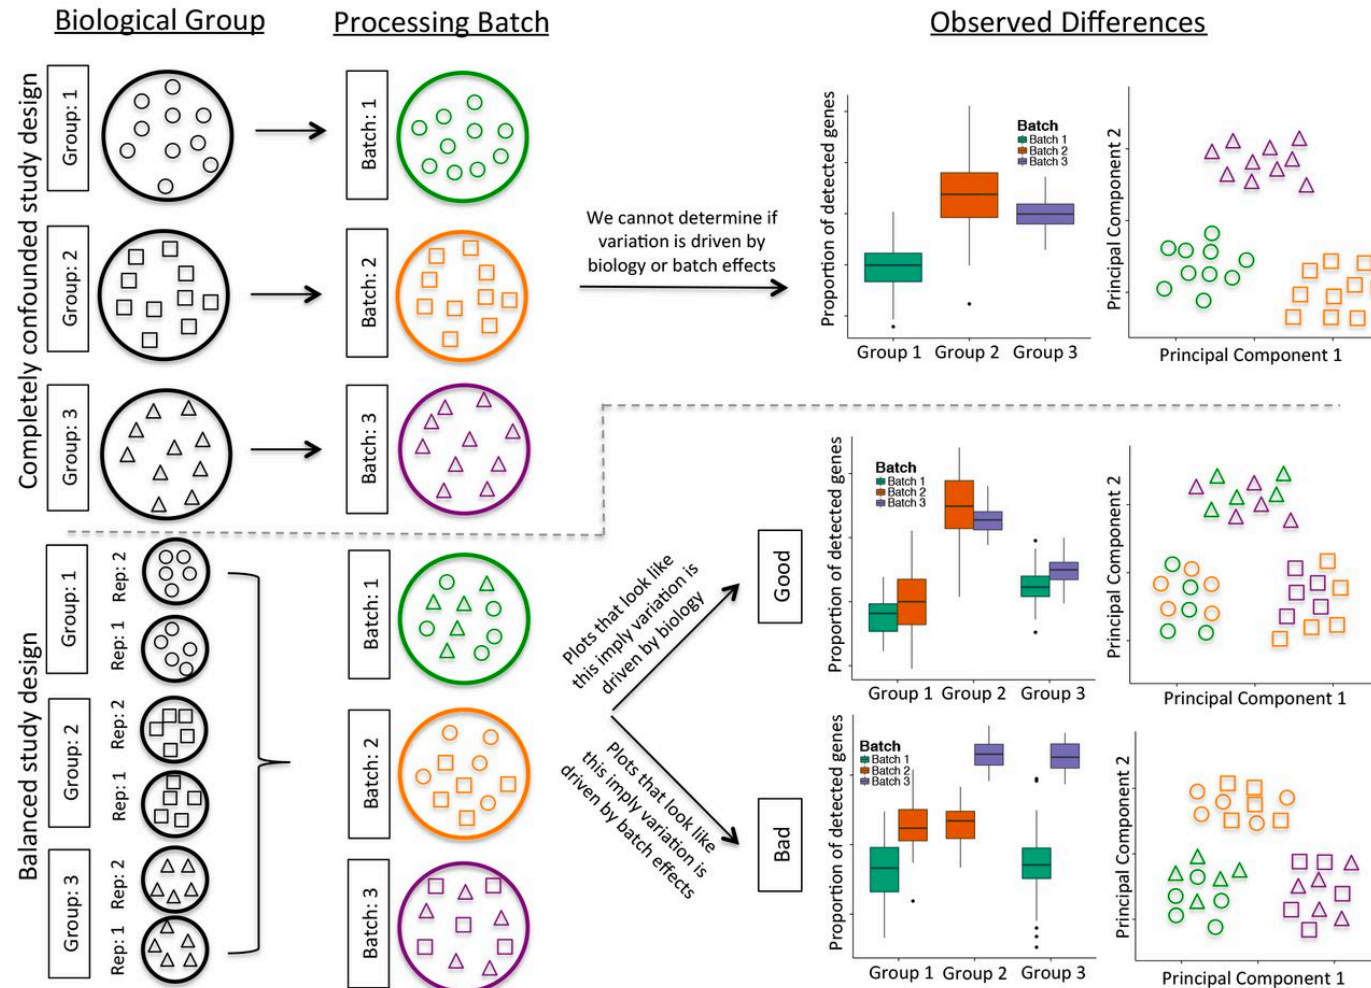 Biological Group
Processing Batch
Observed Differences
Completely confounded study design
Group: 1
Batch: 1
Group: 2
Batch: 2
Group: 3
Batch: 3
We cannot determine if
variation is driven by
biology or batch effects
Proportion of detected genes
Batch
Batch 1
Batch 2
Batch 3
Group 1
Group 2
Group 3
Principal Component 2
Principal Component 1
Balanced study design
Group: 1
Rep: 2
Rep: 1
Group: 2
Rep: 2
Rep: 1
Group: 3
Rep: 2
Rep: 1
Batch: 1
Batch: 2
Batch: 3
Plots that look like
this imply variation is
driven by biology
Good
Proportion of detected genes
Batch
Batch 1
Batch 2
Batch 3
Group 1
Group 2
Group 3
Principal Component 2
Principal Component 1
Plots that look like
this imply variation is
driven by batch effects
Bad
Proportion of detected genes
Batch
Batch 1
Batch 2
Batch 3
Group 1
Group 2
Group 3
Principal Component 2
Principal Component 1